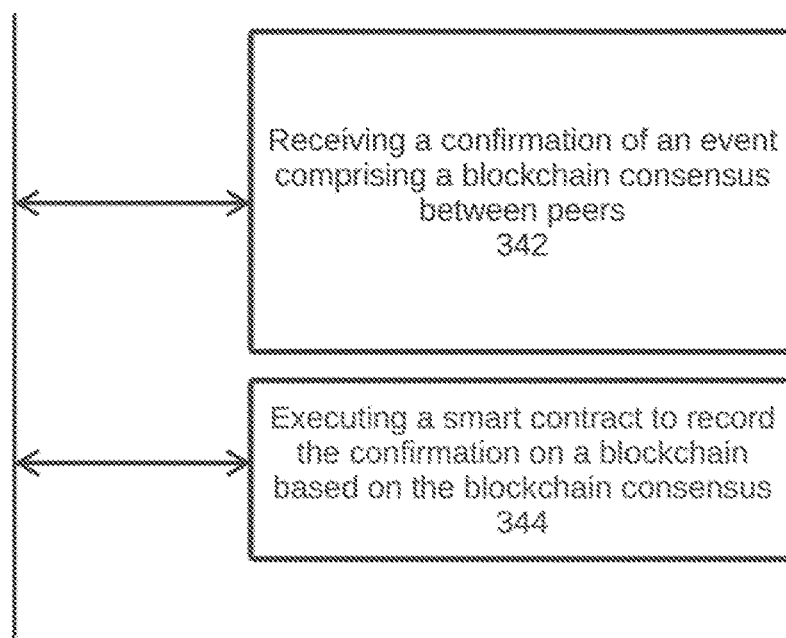 Receiving a confirmation of an event
comprising a blockchain consensus
between peers
342
Executing a smart contract to record
the confirmation on a blockchain
based on the blockchain consensus
344